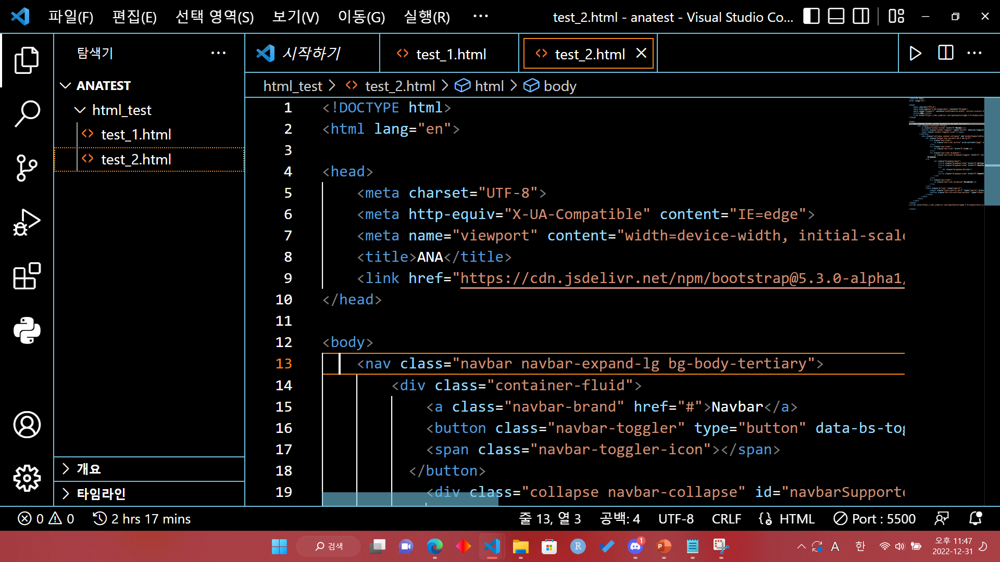 파일(F) 편집(E) 선택 영역(S) 보기(V) 이동(G) 실행(R) ··· test_2.html - anatest - Visual Studio Co...
탐색기 ···
시작하기 test_1.html test_2.html
ANATEST
html_test
test_1.html
test_2.html
개요
타임라인
html_test > test_2.html > html > body
1 <!DOCTYPE html>
2 <html lang="en">
3
4 <head>
5 <meta charset="UTF-8">
6 <meta http-equiv="X-UA-Compatible" content="IE=edge">
7 <meta name="viewport" content="width=device-width, initial-scale
8 <title>ANA</title>
9 <link href="https://cdn.jsdelivr.net/npm/bootstrap@5.3.0-alpha1/
10 </head>
11
12 <body>
13 <nav class="navbar navbar-expand-lg bg-body-tertiary">
14 <div class="container-fluid">
15 <a class="navbar-brand" href="#">Navbar</a>
16 <button class="navbar-toggler" type="button" data-bs-tog
17 <span class="navbar-toggler-icon"></span>
18 </button>
19 <div class="collapse navbar-collapse" id="navbarSupporte
0 0 2 hrs 17 mins 줄 13, 열 3 공백: 4 UTF-8 CRLF HTML Port : 5500
검색 R P 1 A 한 오후 11:47
2022-12-31